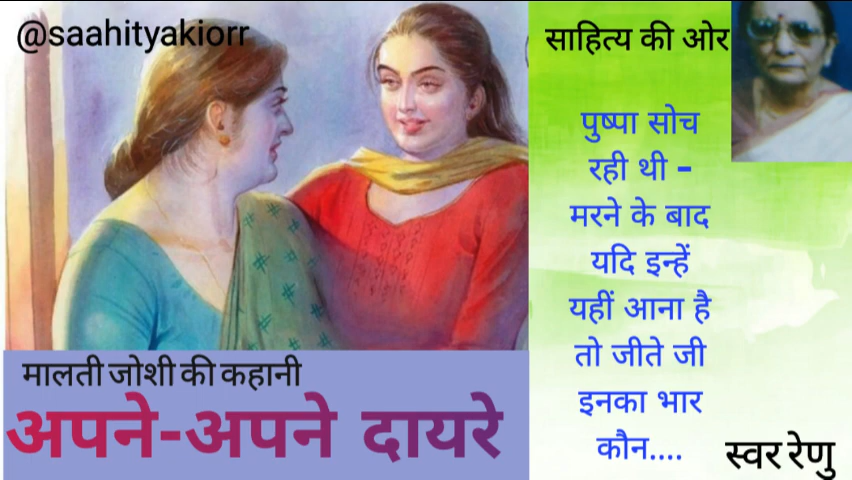 @saahityakiorr
मालती जोशी की कहानी
अपने-अपने दायरे
साहित्य की ओर
पुष्पा सोच
रही थी -
मरने के बाद
यदि इन्हें
यहीं आना है
तो जीते जी
इनका भार
कौन....
स्वर रेणु